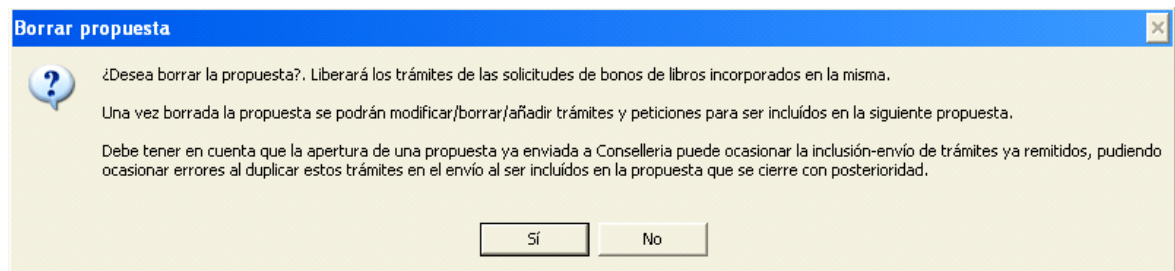 Borrar propuesta
¿Desea borrar la propuesta?. Liberará los trámites de las solicitudes de bonos de libros incorporados en la misma.
Una vez borrada la propuesta se podrán modificar/borrar/añadir trámites y peticiones para ser incluídos en la siguiente propuesta.
Debe tener en cuenta que la apertura de una propuesta ya enviada a Conselleria puede ocasionar la inclusión-envío de trámites ya remitidos, pudiendo
ocasionar errores al duplicar estos trámites en el envío al ser incluídos en la propuesta que se cierre con posterioridad.
Sí No